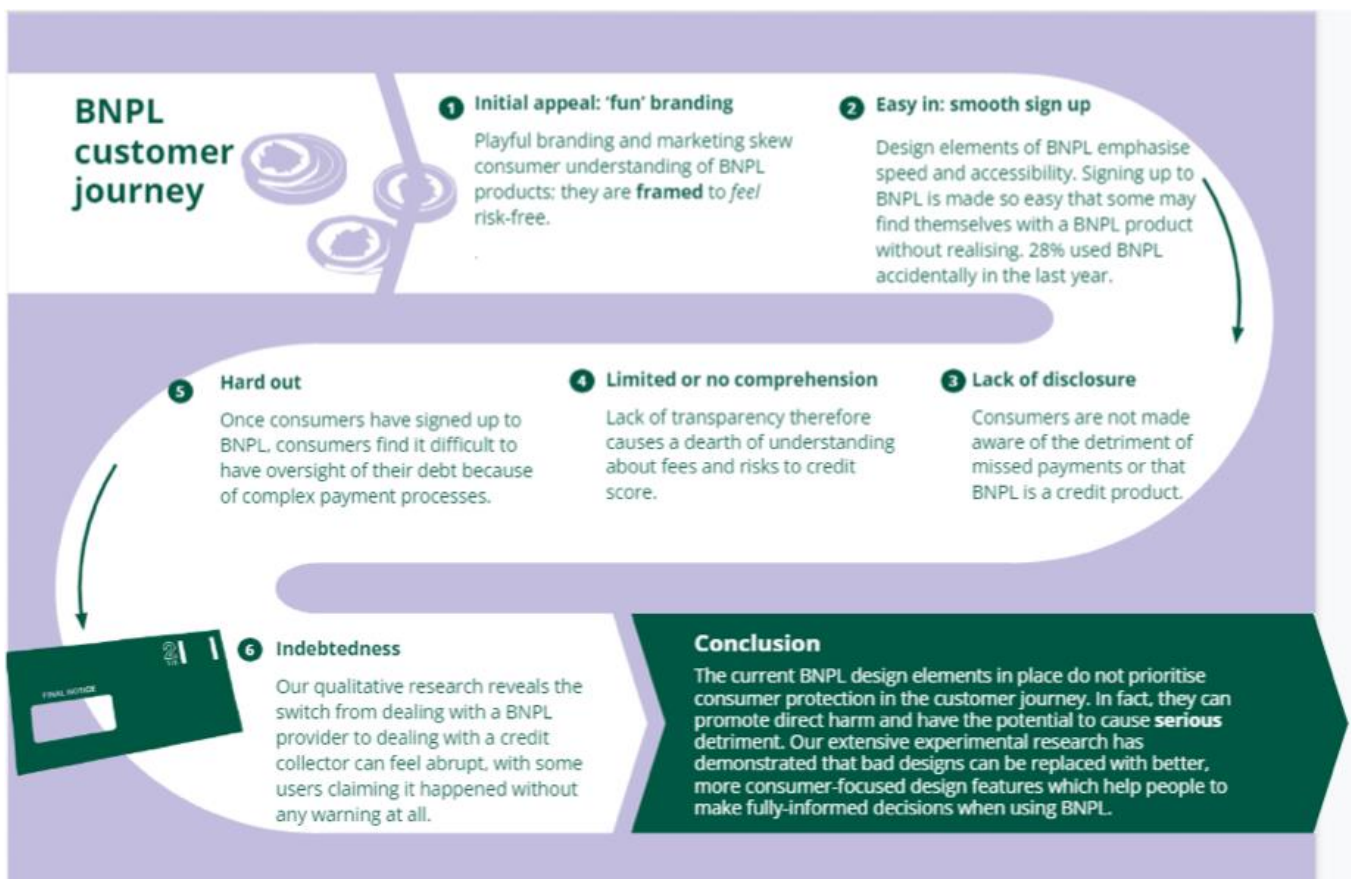 BNPL
customer
journey
1 Initial appeal: ‘fun’ branding
Playful branding and marketing skew
consumer understanding of BNPL
products: they are framed to feel
risk-free.
.
2 Easy in: smooth sign up
Design elements of BNPL emphasise
speed and accessibility. Signing up to
BNPL is made so easy that some may
find themselves with a BNPL product
without realising. 28% used BNPL
accidentally in the last year.
3 Lack of disclosure
Consumers are not made
aware of the detriment of
missed payments or that
BNPL is a credit product.
4 Limited or no comprehension
Lack of transparency therefore
causes a dearth of understanding
about fees and risks to credit
score.
5 Hard out
Once consumers have signed up to
BNPL, consumers find it difficult to
have oversight of their debt because
of complex payment processes.
FINAL NOTICE
6 Indebtedness
Our qualitative research reveals the
switch from dealing with a BNPL
provider to dealing with a credit
collector can feel abrupt, with some
users claiming it happened without
any warning at all.
Conclusion
The current BNPL design elements in place do not prioritise
consumer protection in the customer journey. In fact, they can
promote direct harm and have the potential to cause serious
detriment. Our extensive experimental research has
demonstrated that bad designs can be replaced with better,
more consumer-focused design features which help people to
make fully-informed decisions when using BNPL.